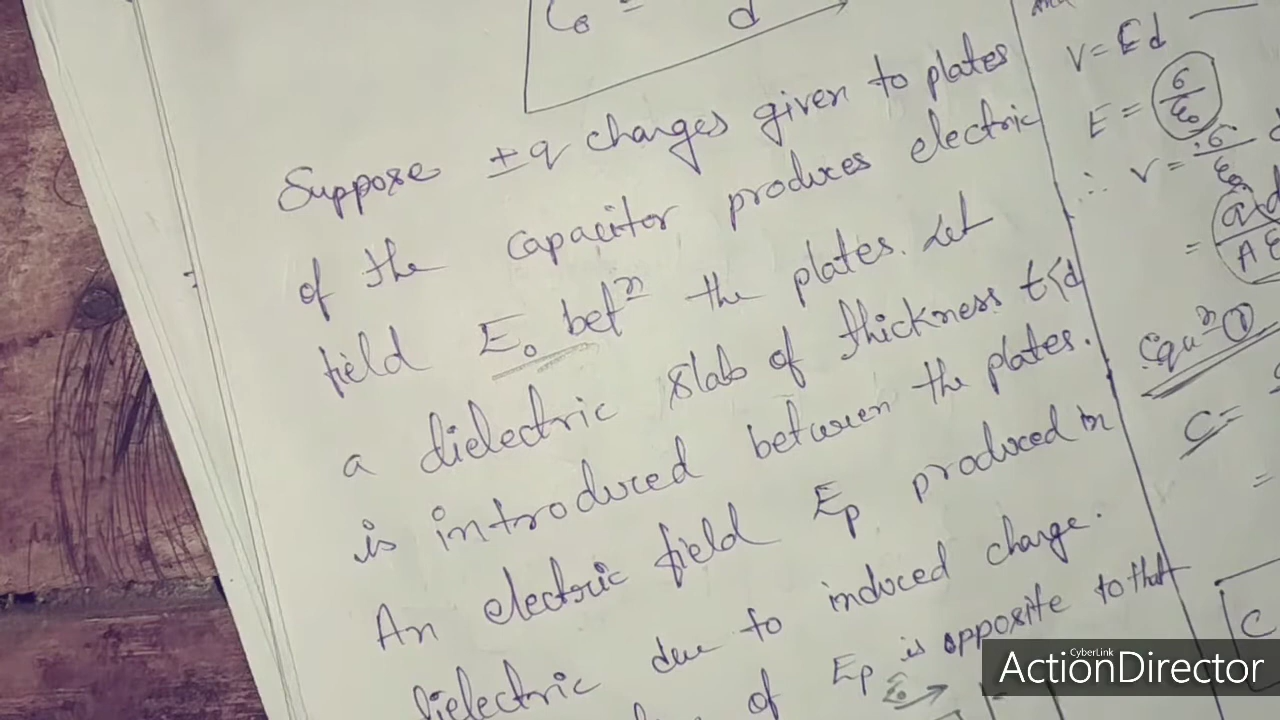 C₀ =
d
Suppose ±q charges given to plates
of the capacitor produces electric
field E₀ betⁿ the plates. Let
a dielectric slab of thickness t<d
is introduced between the plates.
An electric field Eₚ produced in
dielectric due to induced charge.
of Eₚ is opposite to that
E₀
V = Ed
E = σ/ε₀
∴ V = σ/ε₀ d
=
Equⁿ ①
C =
=
C
CyberLink
ActionDirector